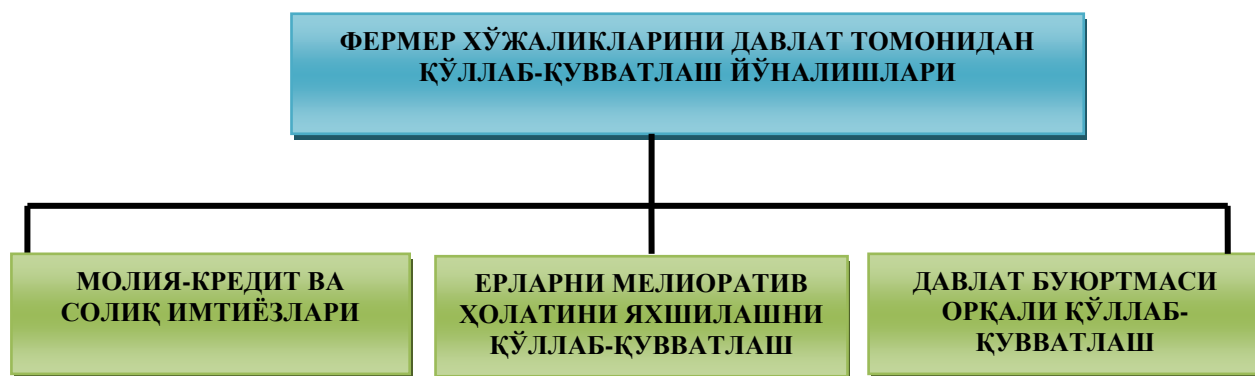 ФЕРМЕР ХЎЖАЛИКЛАРИНИ ДАВЛАТ ТОМОНИДАН
ҚЎЛЛАБ-ҚУВВАТЛАШ ЙЎНАЛИШЛАРИ
МОЛИЯ-КРЕДИТ ВА
СОЛИҚ ИМТИЁЗЛАРИ
ЕРЛАРНИ МЕЛИОРАТИВ
ҲОЛАТИНИ ЯХШИЛАШНИ
ҚЎЛЛАБ-ҚУВВАТЛАШ
ДАВЛАТ БУЮРТМАСИ
ОРҚАЛИ ҚЎЛЛАБ-
ҚУВВАТЛАШ